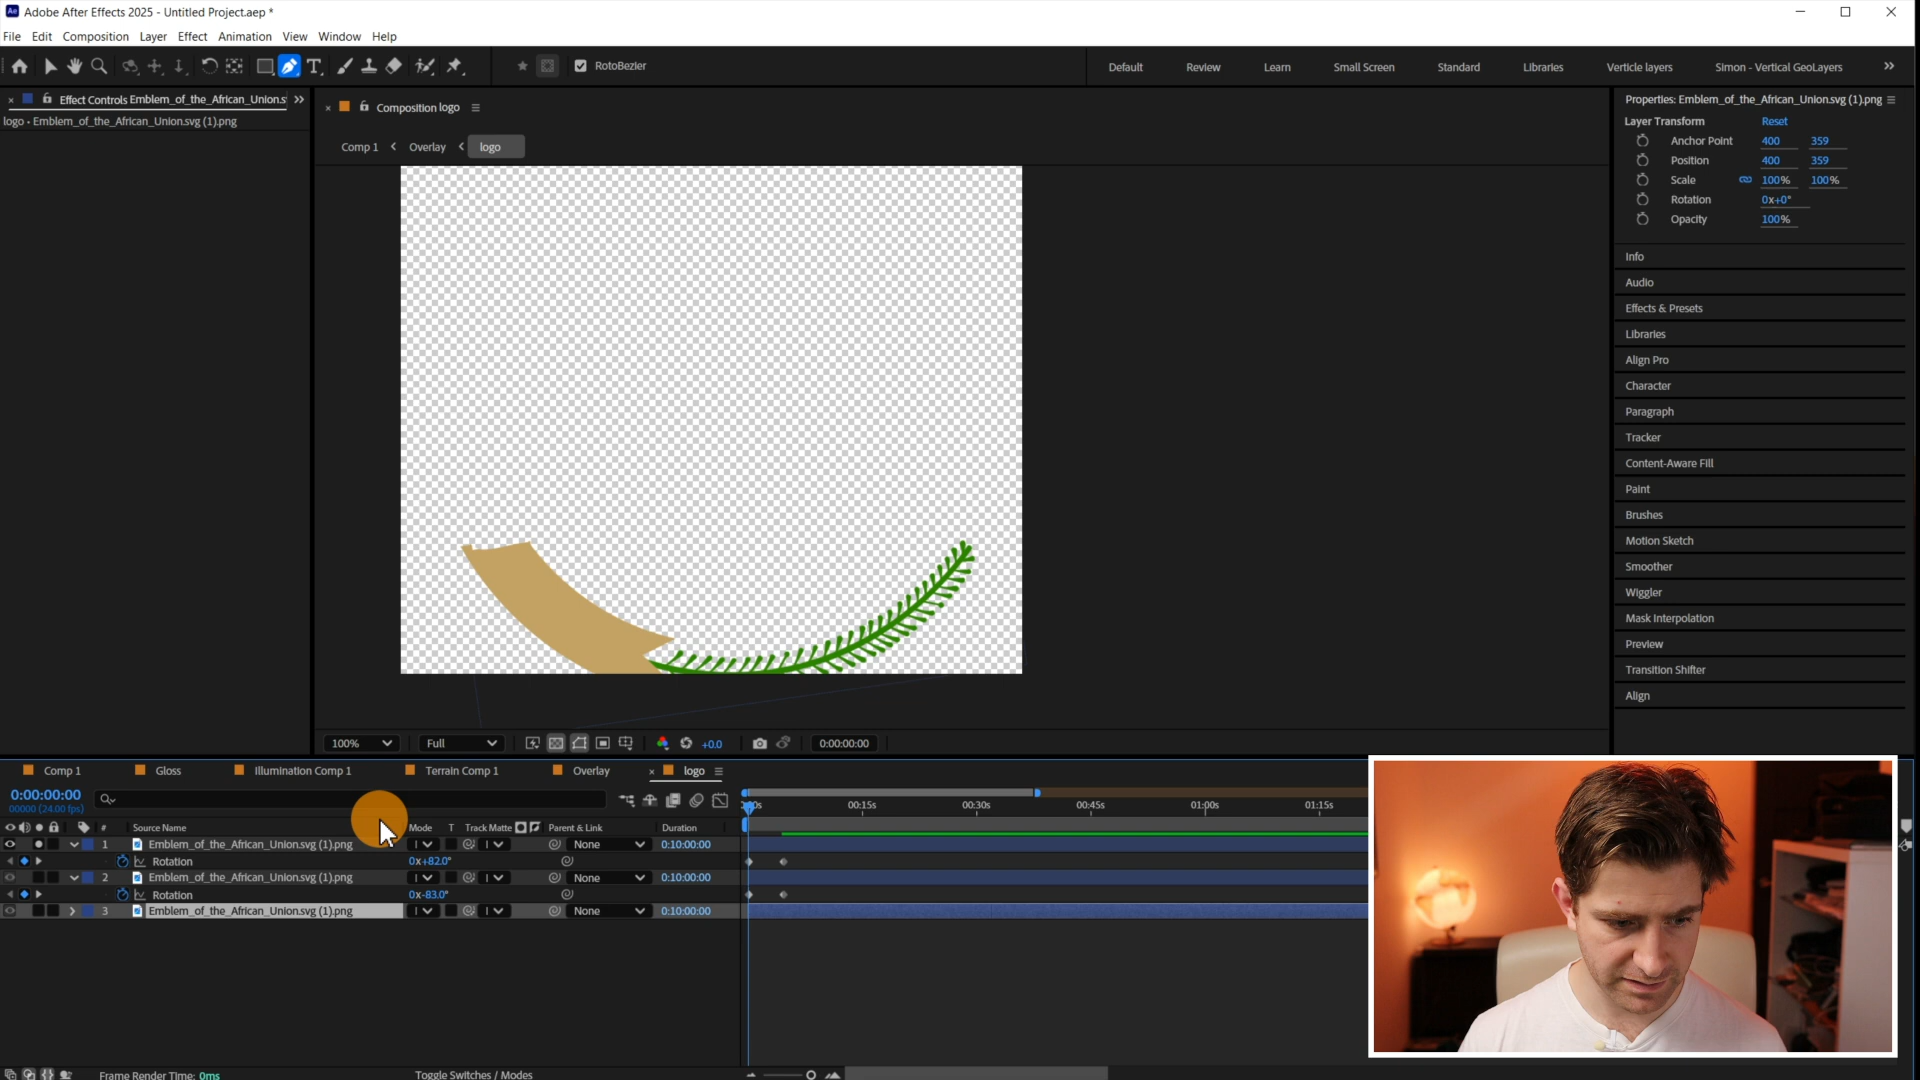 Ae Adobe After Effects 2025 - Untitled Project.aep *
File Edit Composition Layer Effect Animation View Window Help
RotoBezier
Default Review Learn Small Screen Standard Libraries Verticle layers Simon - Vertical GeoLayers
Effect Controls Emblem_of_the_African_Union.s
logo • Emblem_of_the_African_Union.svg (1).png
Composition logo
Comp 1 Overlay logo
Properties: Emblem_of_the_African_Union.svg (1).png
Layer Transform Reset
Anchor Point 400 359
Position 400 359
Scale 100% 100%
Rotation 0x+0°
Opacity 100%
Info
Audio
Effects & Presets
Libraries
Align Pro
Character
Paragraph
Tracker
Content-Aware Fill
Paint
Brushes
Motion Sketch
Smoother
Wiggler
Mask Interpolation
Preview
Transition Shifter
Align
100% Full +0.0 0:00:00:00
Comp 1 Gloss Illumination Comp 1 Terrain Comp 1 Overlay logo
0:00:00:00
00000 (24.00 fps)
00:15s 00:30s 00:45s 01:00s 01:15s
# Source Name Mode T Track Matte Parent & Link Duration
1 Emblem_of_the_African_Union.svg (1).png None 0:10:00:00
Rotation 0x+82.0°
2 Emblem_of_the_African_Union.svg (1).png None 0:10:00:00
Rotation 0x-83.0°
3 Emblem_of_the_African_Union.svg (1).png None 0:10:00:00
Frame Render Time: 0ms Toggle Switches / Modes